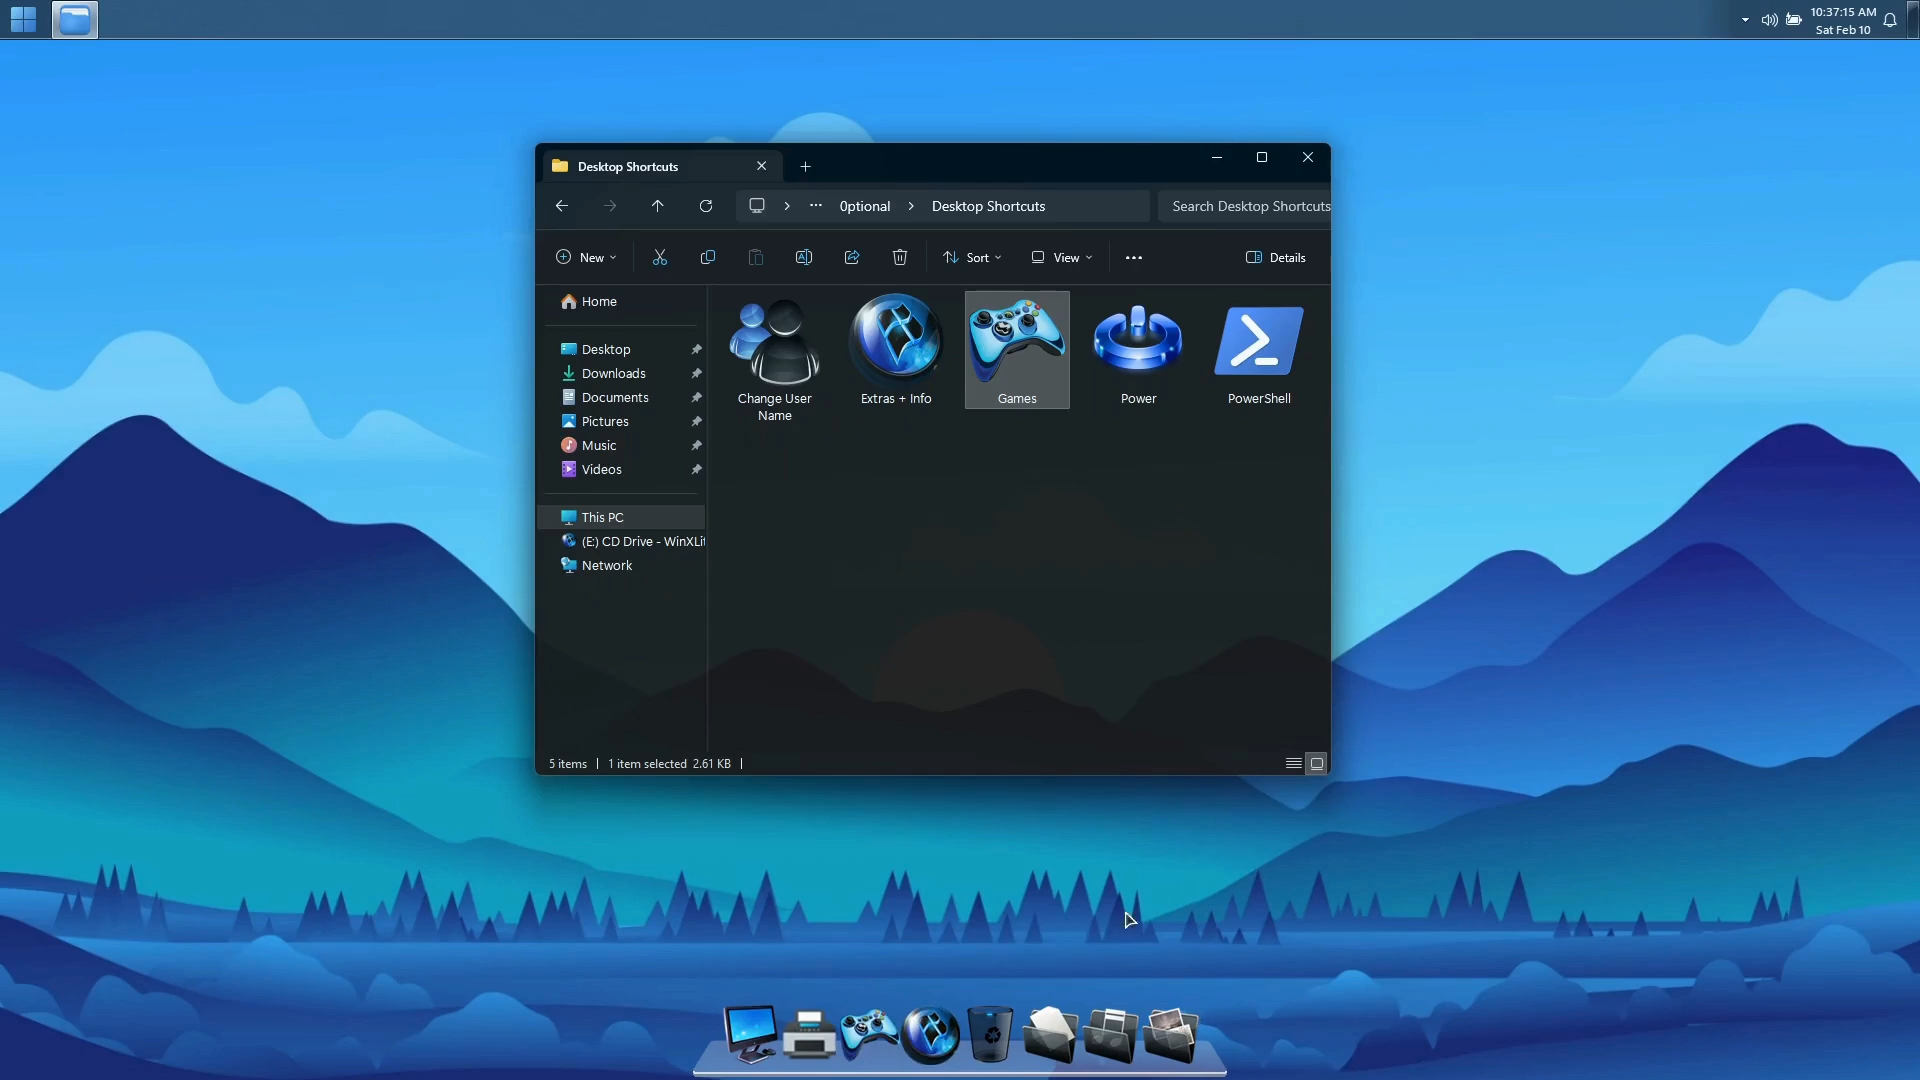 10:37:15 AM
Sat Feb 10
Desktop Shortcuts
0ptional
Desktop Shortcuts
Search Desktop Shortcuts
New
Sort
View
Details
Home
Desktop
Downloads
Documents
Pictures
Music
Videos
This PC
(E:) CD Drive - WinXLit
Network
Change User
Name
Extras + Info
Games
Power
PowerShell
5 items
1 item selected 2.61 KB